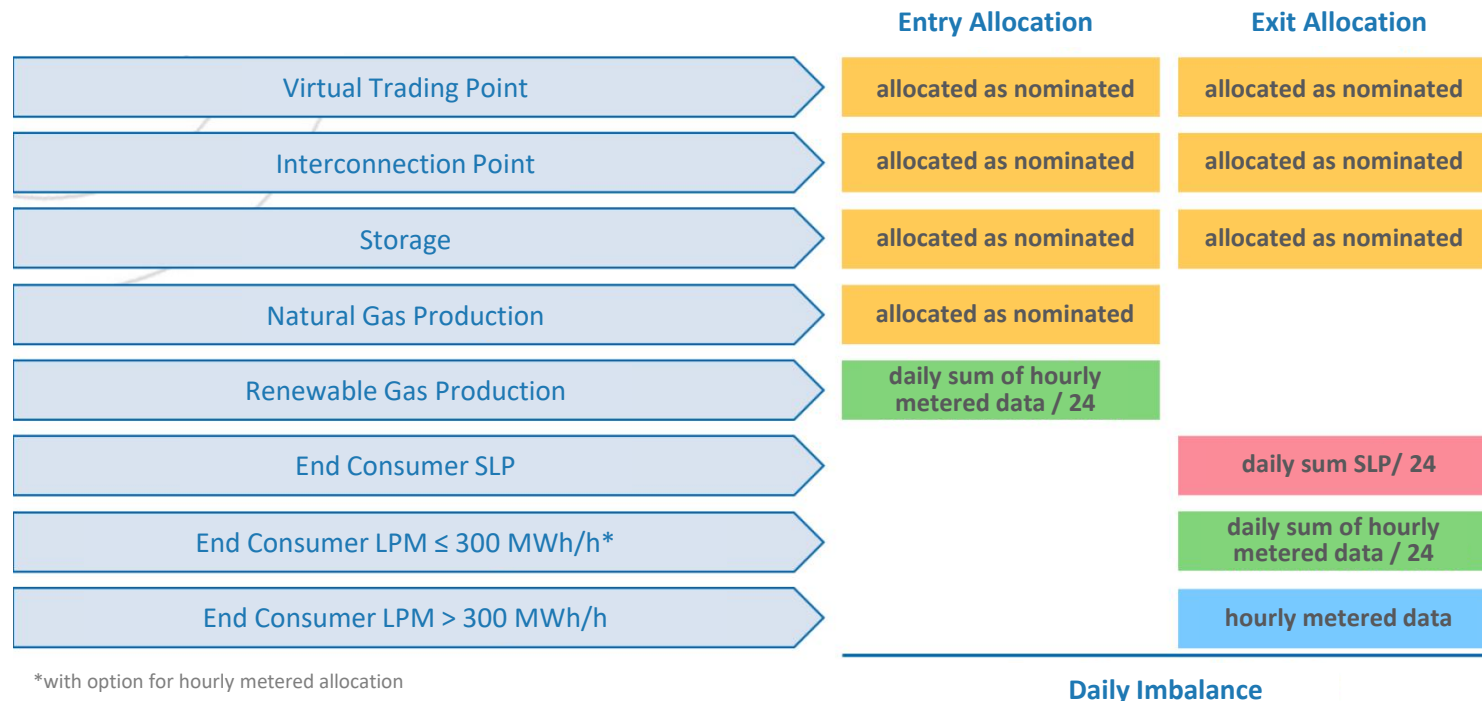 Entry Allocation Exit Allocation
Virtual Trading Point allocated as nominated allocated as nominated
Interconnection Point allocated as nominated allocated as nominated
Storage allocated as nominated allocated as nominated
Natural Gas Production allocated as nominated
Renewable Gas Production
daily sum of hourly
metered data / 24
End Consumer SLP daily sum SLP/ 24
End Consumer LPM ≤ 300 MWh/h*
daily sum of hourly
metered data / 24
End Consumer LPM > 300 MWh/h hourly metered data
*with option for hourly metered allocation
Daily Imbalance